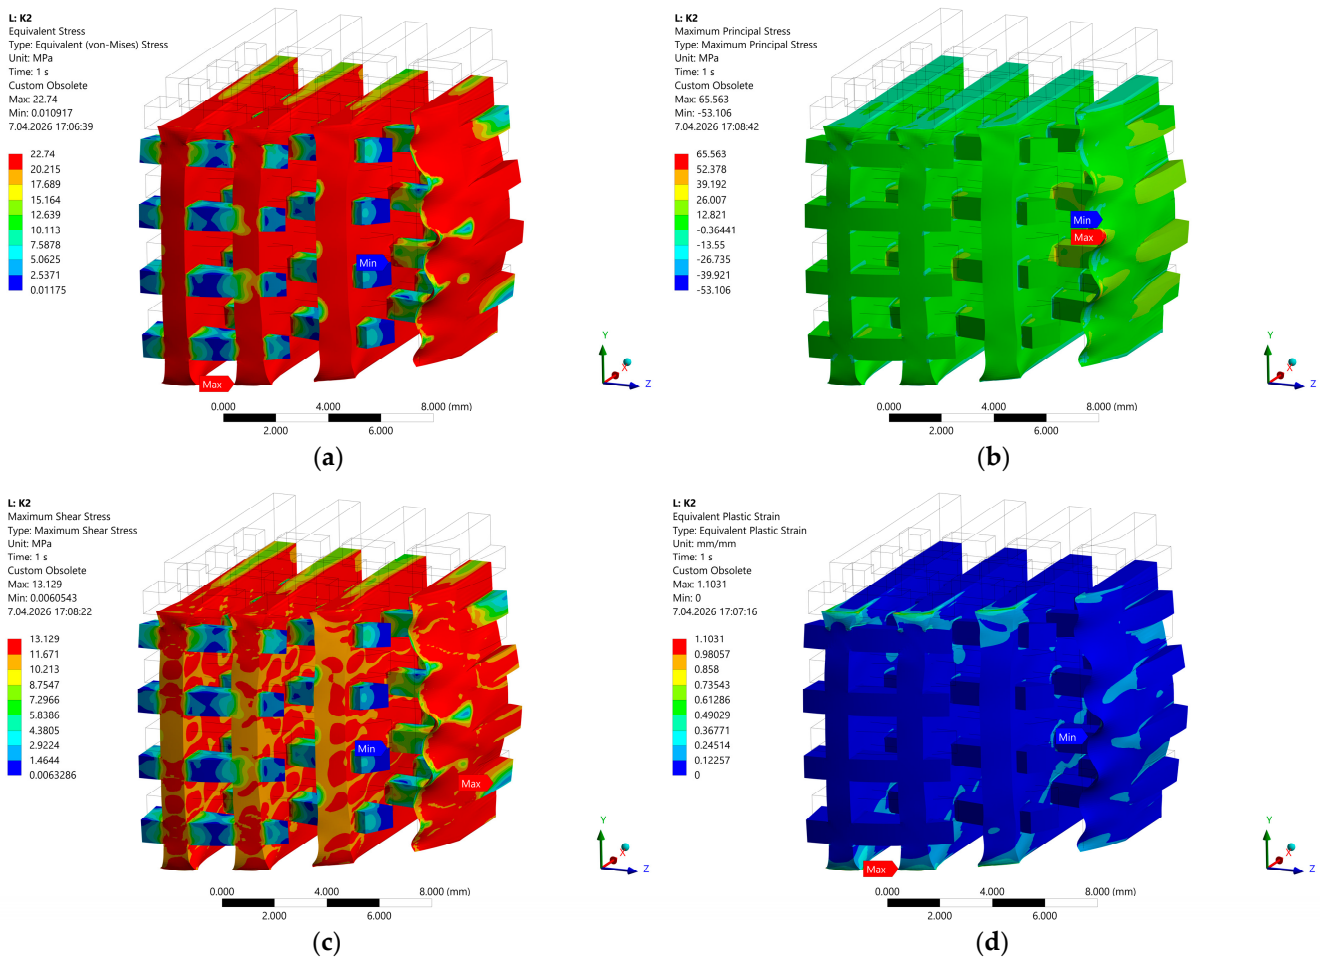 L: K2
Equivalent Stress
Type: Equivalent (von-Mises) Stress
Unit: MPa
Time: 1 s
Custom Obsolete
Max: 22.74
Min: 0.010917
7.04.2026 17:06:39
22.74
20.215
17.689
15.164
12.639
10.113
7.5878
5.0625
2.5371
0.01175
Min
Max
Y
X
Z
0.000 4.000 8.000 (mm)
2.000 6.000
(a)
L: K2
Maximum Principal Stress
Type: Maximum Principal Stress
Unit: MPa
Time: 1 s
Custom Obsolete
Max: 65.563
Min: -53.106
7.04.2026 17:08:42
65.563
52.378
39.192
26.007
12.821
-0.36441
-13.55
-26.735
-39.921
-53.106
Min
Max
Y
X
Z
0.000 4.000 8.000 (mm)
2.000 6.000
(b)
L: K2
Maximum Shear Stress
Type: Maximum Shear Stress
Unit: MPa
Time: 1 s
Custom Obsolete
Max: 13.129
Min: 0.0060543
7.04.2026 17:08:22
13.129
11.671
10.213
8.7547
7.2966
5.8386
4.3805
2.9224
1.4644
0.0063286
Min
Max
Y
X
Z
0.000 4.000 8.000 (mm)
2.000 6.000
(c)
L: K2
Equivalent Plastic Strain
Type: Equivalent Plastic Strain
Unit: mm/mm
Time: 1 s
Custom Obsolete
Max: 1.1031
Min: 0
7.04.2026 17:07:16
1.1031
0.98057
0.858
0.73543
0.61286
0.49029
0.36771
0.24514
0.12257
0
Min
Max
Y
X
Z
0.000 4.000 8.000 (mm)
2.000 6.000
(d)